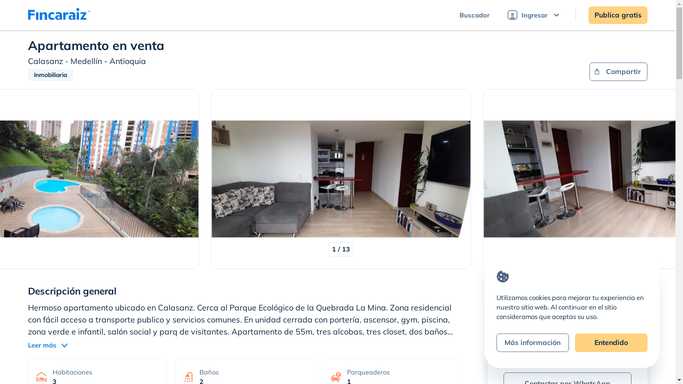 Fincaraiz
Buscador
Ingresar
Publica gratis
Apartamento en venta
Calasanz - Medellín - Antioquia
Inmobiliaria
Compartir
1 / 13
Descripción general
Hermoso apartamento ubicado en Calasanz. Cerca al Parque Ecológico de la Quebrada La Mina. Zona residencial
con fácil acceso a transporte publico y servicios comunes. En unidad cerrada con portería, ascensor, gym, piscina,
zona verde e infantil, salón social y parq de visitantes. Apartamento de 55m, tres alcobas, tres closet, dos baños...
Leer más
Habitaciones
3
Baños
2
Parqueaderos
1
Utilizamos cookies para mejorar tu experiencia en
nuestro sitio web. Al continuar en el sitio
consideramos que aceptas su uso.
Más información
Entendido
Contactar por WhatsApp